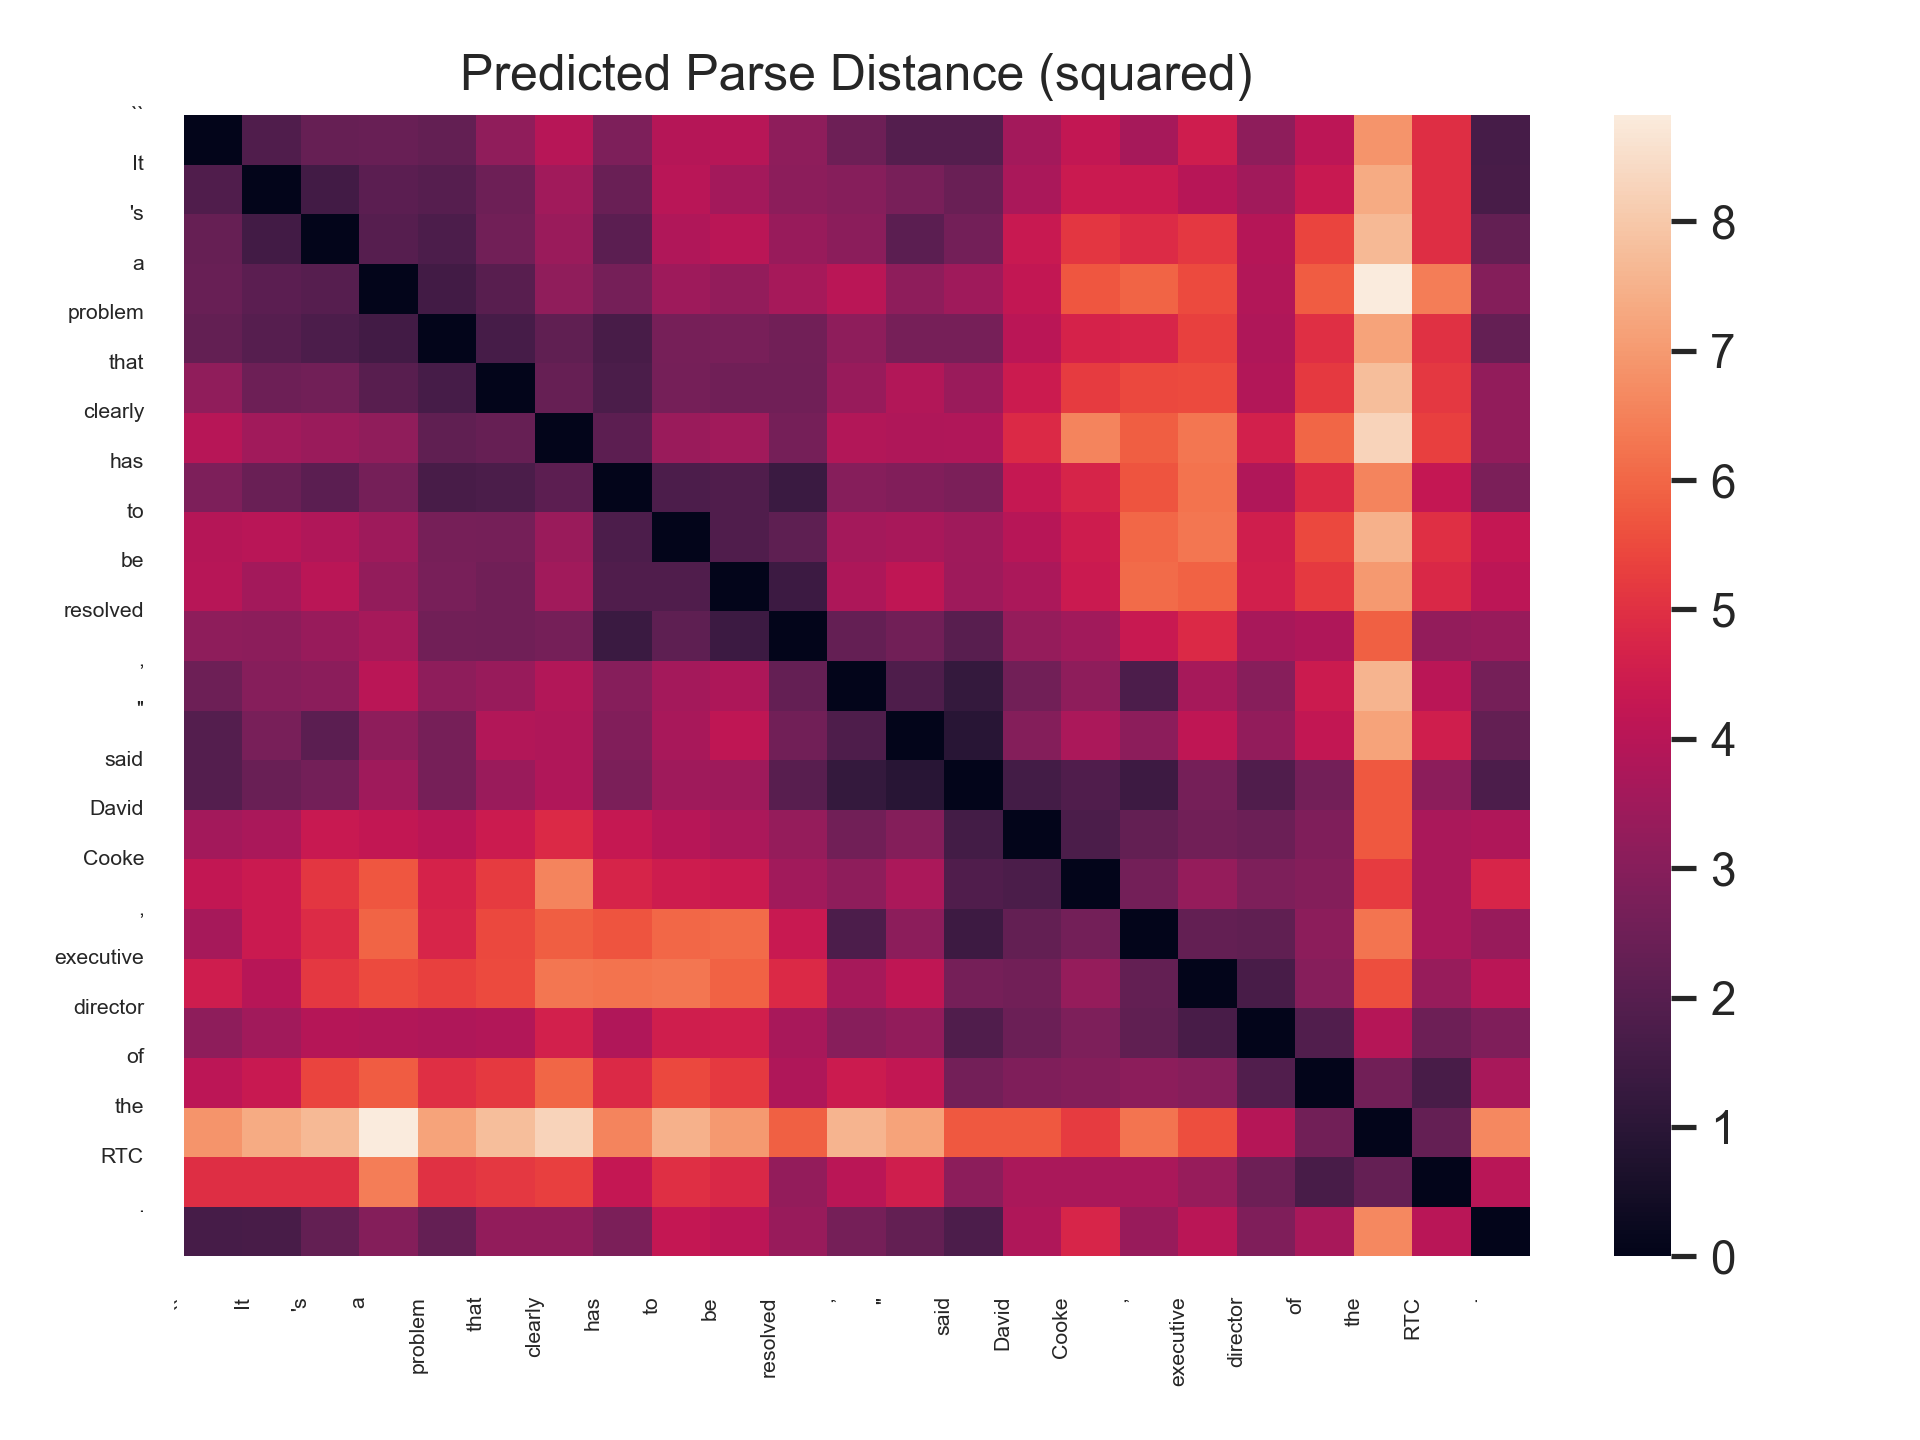 Predicted Parse Distance (squared)
``
It
's
a
problem
that
clearly
has
to
be
resolved
,
''
said
David
Cooke
,
executive
director
of
the
RTC
.
8
7
6
5
4
3
2
1
0
``
It
's
a
problem
that
clearly
has
to
be
resolved
,
''
said
David
Cooke
,
executive
director
of
the
RTC
.